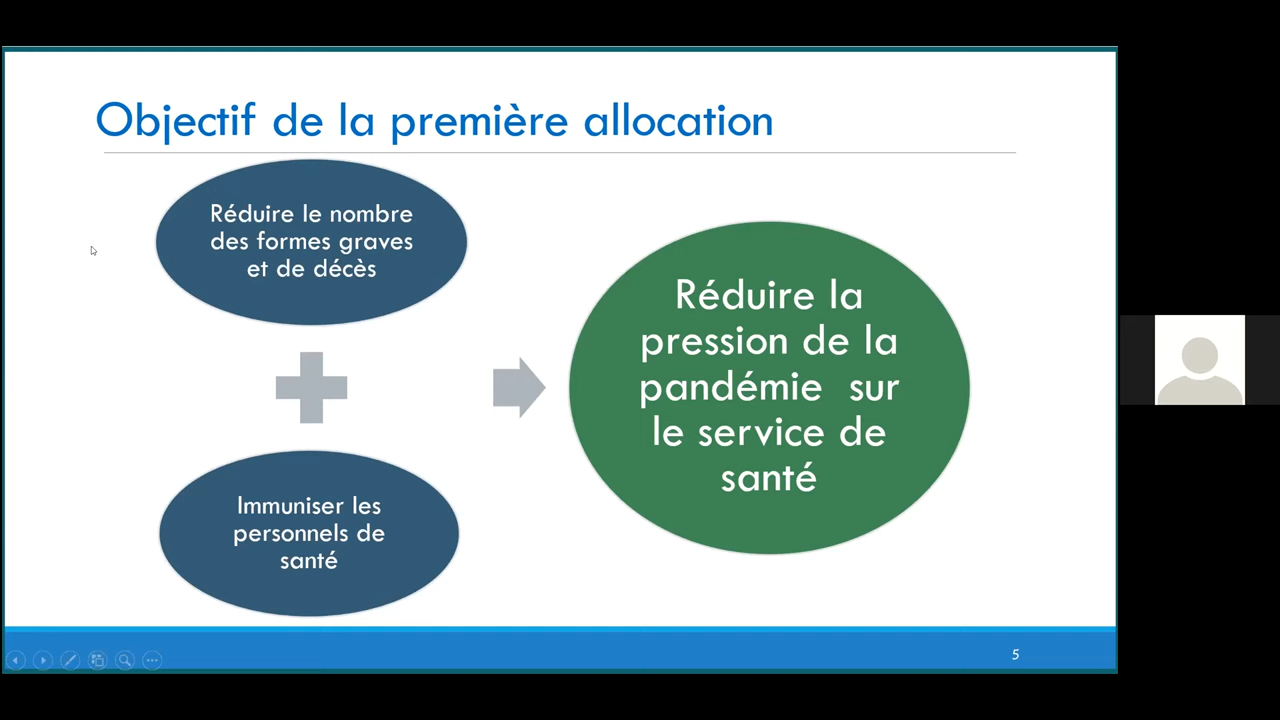 Objectif de la première allocation
Réduire le nombre
des formes graves
et de décès
Immuniser les
personnels de
santé
Réduire la
pression de la
pandémie sur
le service de
santé
5